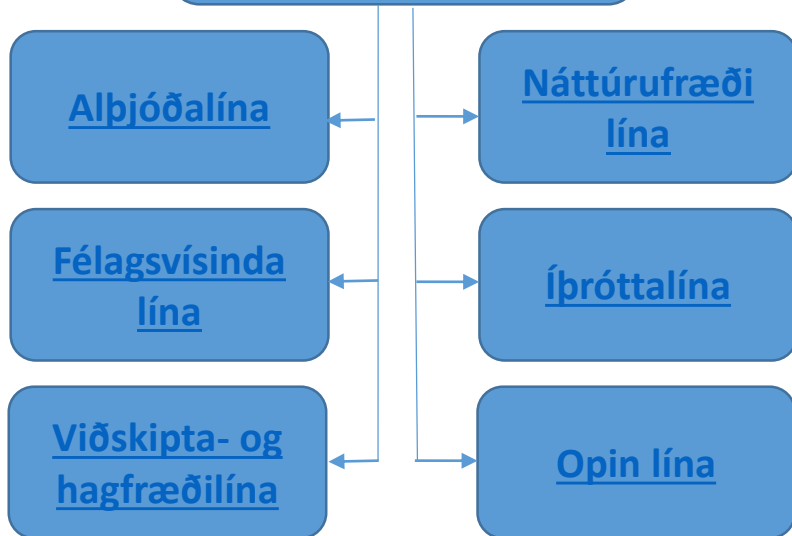 Alþjóðalína
Náttúrufræði
lína
Félagsvísinda
lína
Íþróttalína
Viðskipta- og
hagfræðilína
Opin lína